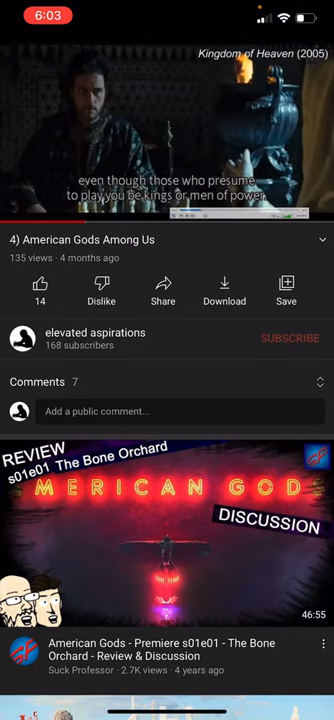 6:03
Kingdom of Heaven (2005)
even though those who presume
to play you be kings or men of power.
4) American Gods Among Us
135 views · 4 months ago
14
Dislike
Share
Download
Save
elevated aspirations
168 subscribers
SUBSCRIBE
Comments 7
Add a public comment...
REVIEW
s01e01 The Bone Orchard
MERICAN GODS
DISCUSSION
46:55
American Gods - Premiere s01e01 - The Bone
Orchard - Review & Discussion
Suck Professor · 2.7K views · 4 years ago